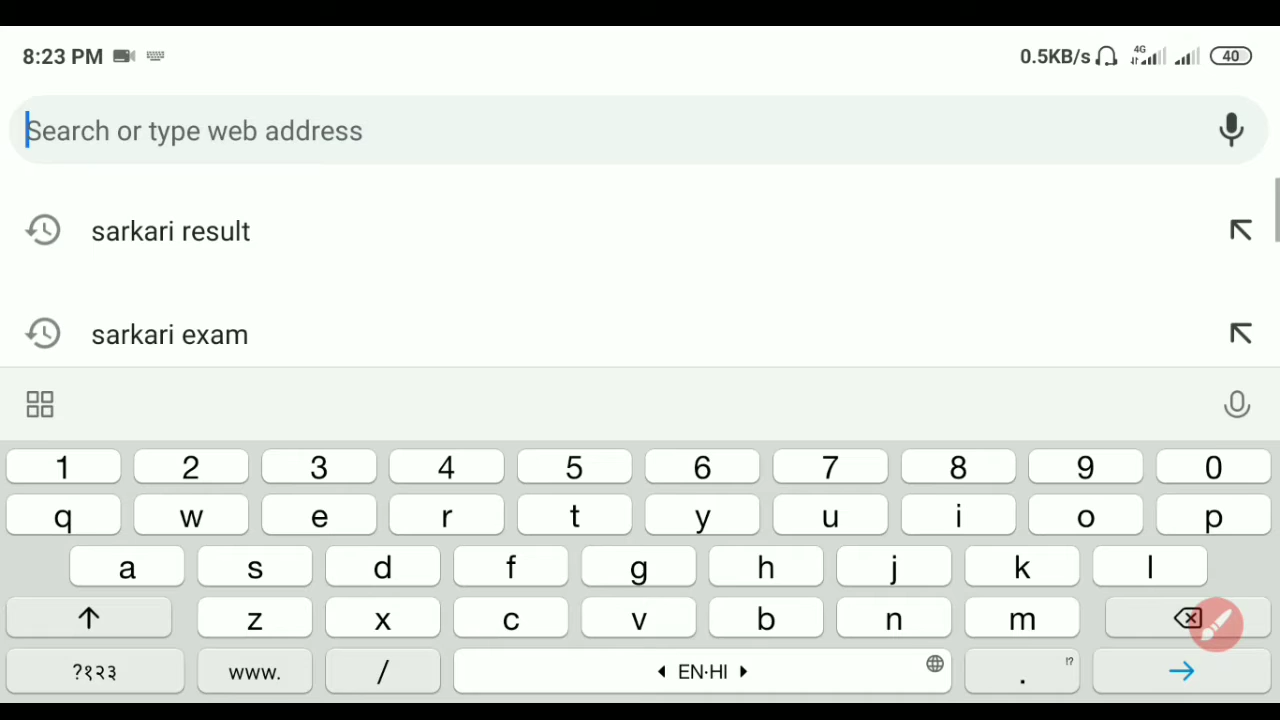 8:23 PM 0.5KB/s 4G 40
Search or type web address
sarkari result
sarkari exam
1 2 3 4 5 6 7 8 9 0
q w e r t y u i o p
a s d f g h j k l
z x c v b n m
?१२३ www. / EN·HI . !?